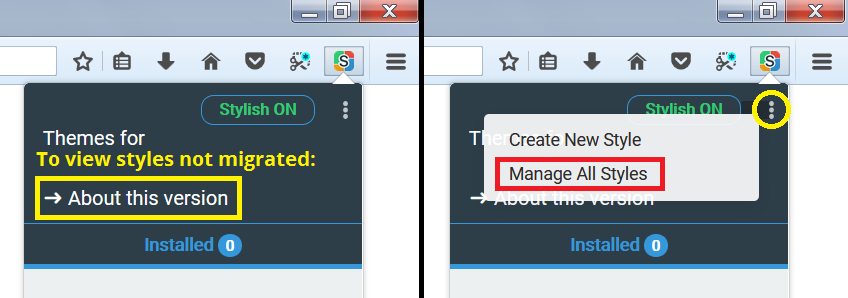 S
Stylish ON
Themes for
To view styles not migrated:
→ About this version
Installed 0
S
Stylish ON
Create New Style
Manage All Styles
→ About this version
Installed 0